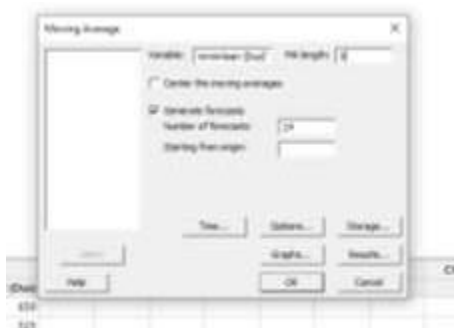 Moving Average
Variable: MA length:
Center the moving averages
Generate forecasts
Number of forecasts:
Starting from origin:
Time... Options... Storage...
Select Graphs... Results...
Help OK Cancel